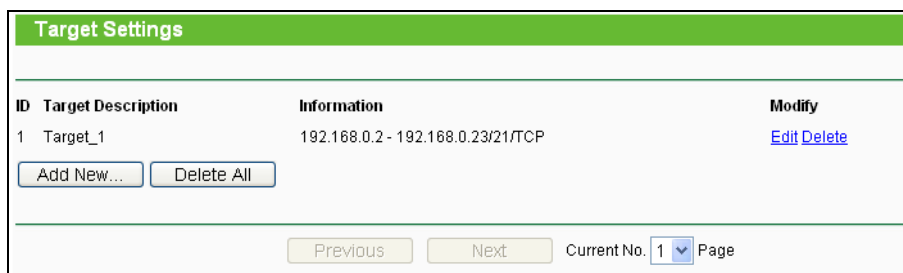 Target Settings
ID Target Description Information Modify
1 Target_1 192.168.0.2 - 192.168.0.23/21/TCP Edit Delete
Add New... Delete All
Previous Next Current No. 1 Page